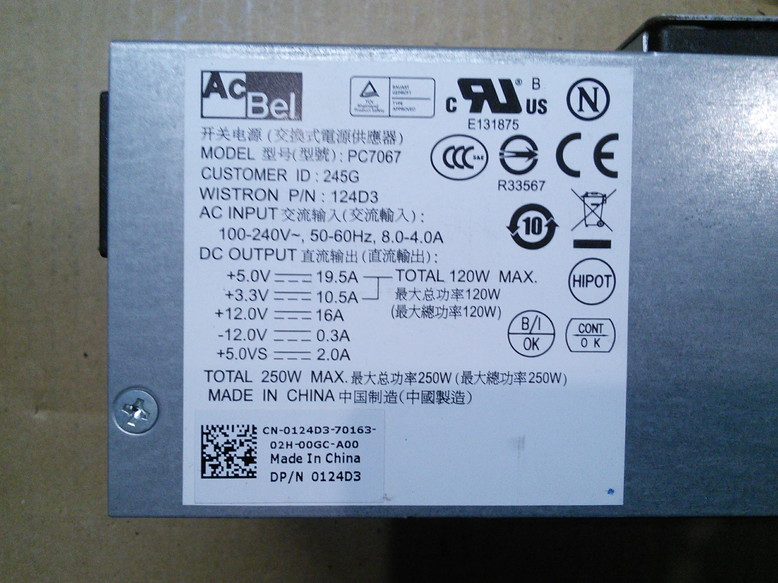 AcBel
TYPE APPROVED
c RU US B
E131875
N
开关电源 (交換式電源供應器)
MODEL 型号(型號) : PC7067
CUSTOMER ID : 245G
WISTRON P/N : 124D3
CCC
R33567
CE
AC INPUT 交流输入(交流輸入) :
100-240V~, 50-60Hz, 8.0-4.0A
10
DC OUTPUT 直流输出 (直流輸出) :
+5.0V 19.5A TOTAL 120W MAX.
+3.3V 10.5A 最大总功率120W
+12.0V 16A (最大總功率120W)
-12.0V 0.3A
+5.0VS 2.0A
HIPOT
B/I OK
CONT OK
TOTAL 250W MAX. 最大总功率250W (最大總功率250W)
MADE IN CHINA 中国制造(中國製造)
CN-0124D3-70163-
02H-00GC-A00
Made In China
DP/N 0124D3